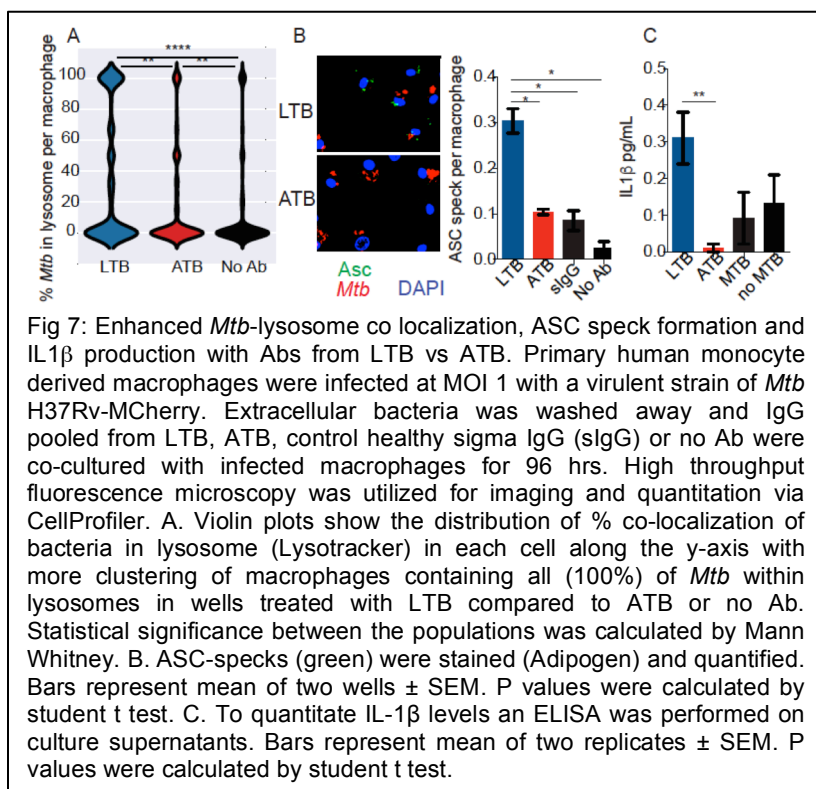 A
B
C
% Mtb in lysosome per macrophage
100
80
60
40
20
0
****
**
**
LTB
ATB
No Ab
LTB
ATB
Asc
Mtb
DAPI
ASC speck per macrophage
0.4
0.3
0.2
0.1
0.0
*
*
*
LTB
ATB
sIgG
No Ab
IL1β pg/mL
0.5
0.4
0.3
0.2
0.1
0.0
**
LTB
ATB
MTB
no MTB
Fig 7: Enhanced Mtb-lysosome co localization, ASC speck formation and
IL1β production with Abs from LTB vs ATB. Primary human monocyte
derived macrophages were infected at MOI 1 with a virulent strain of Mtb
H37Rv-MCherry. Extracellular bacteria was washed away and IgG
pooled from LTB, ATB, control healthy sigma IgG (sIgG) or no Ab were
co-cultured with infected macrophages for 96 hrs. High throughput
fluorescence microscopy was utilized for imaging and quantitation via
CellProfiler. A. Violin plots show the distribution of % co-localization of
bacteria in lysosome (Lysotracker) in each cell along the y-axis with
more clustering of macrophages containing all (100%) of Mtb within
lysosomes in wells treated with LTB compared to ATB or no Ab.
Statistical significance between the populations was calculated by Mann
Whitney. B. ASC-specks (green) were stained (Adipogen) and quantified.
Bars represent mean of two wells ± SEM. P values were calculated by
student t test. C. To quantitate IL-1β levels an ELISA was performed on
culture supernatants. Bars represent mean of two replicates ± SEM. P
values were calculated by student t test.